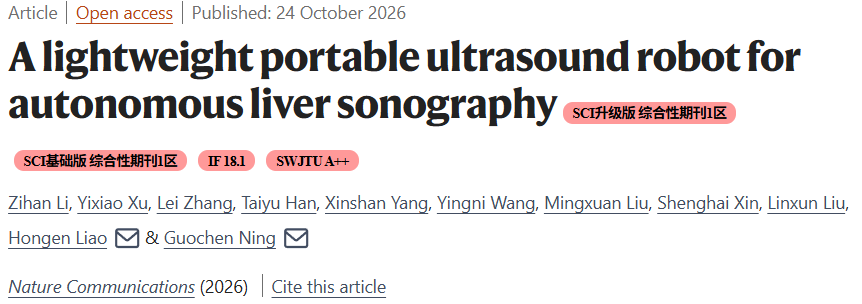 Article | Open access | Published: 24 October 2026
A lightweight portable ultrasound robot for
autonomous liver sonography SCI升级版 综合性期刊1区
SCI基础版 综合性期刊1区 IF 18.1 SWJTU A++
Zihan Li, Yixiao Xu, Lei Zhang, Taiyu Han, Xinshan Yang, Yingni Wang, Mingxuan Liu, Shenghai Xin, Linxun Liu,
Hongen Liao & Guochen Ning
Nature Communications (2026) | Cite this article